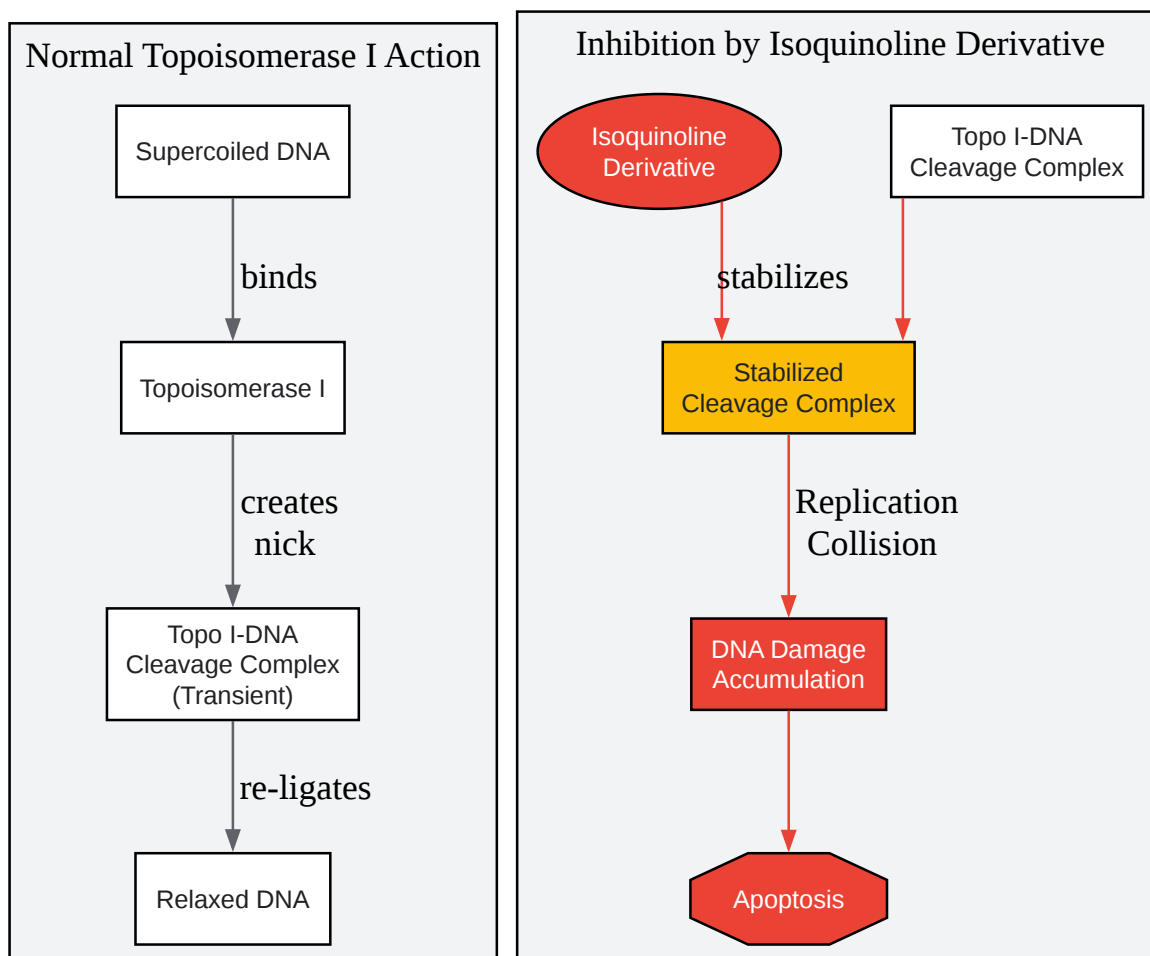 Normal Topoisomerase I Action
Supercoiled DNA
binds
Topoisomerase I
creates
nick
Topo I-DNA
Cleavage Complex
(Transient)
re-ligates
Relaxed DNA
Inhibition by Isoquinoline Derivative
Isoquinoline
Derivative
Topo I-DNA
Cleavage Complex
stabilizes
Stabilized
Cleavage Complex
Replication
Collision
DNA Damage
Accumulation
Apoptosis